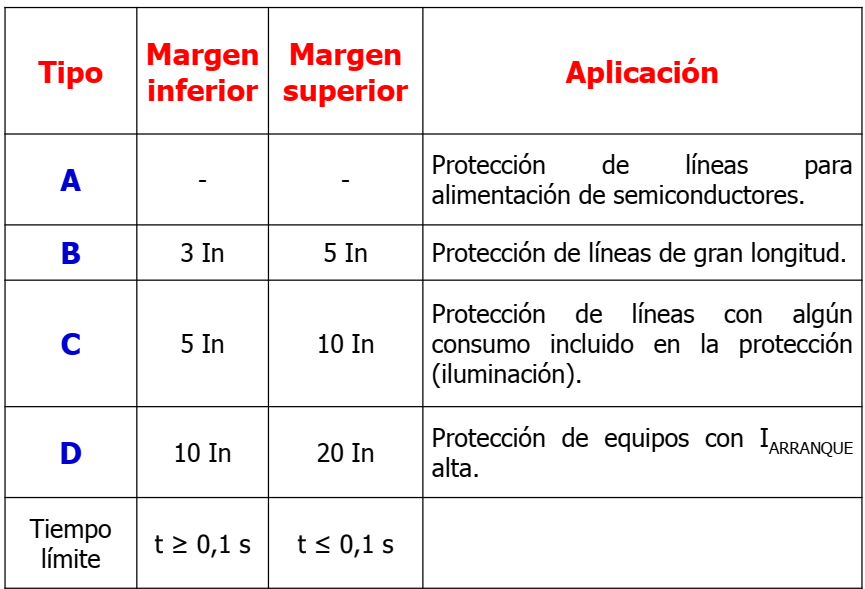 Tipo
Margen
inferior
Margen
superior
Aplicación
A
-
-
Protección de líneas para
alimentación de semiconductores.
B
3 In
5 In
Protección de líneas de gran longitud.
C
5 In
10 In
Protección de líneas con algún
consumo incluido en la protección
(iluminación).
D
10 In
20 In
Protección de equipos con IARRANQUE
alta.
Tiempo
límite
t ≥ 0,1 s
t ≤ 0,1 s